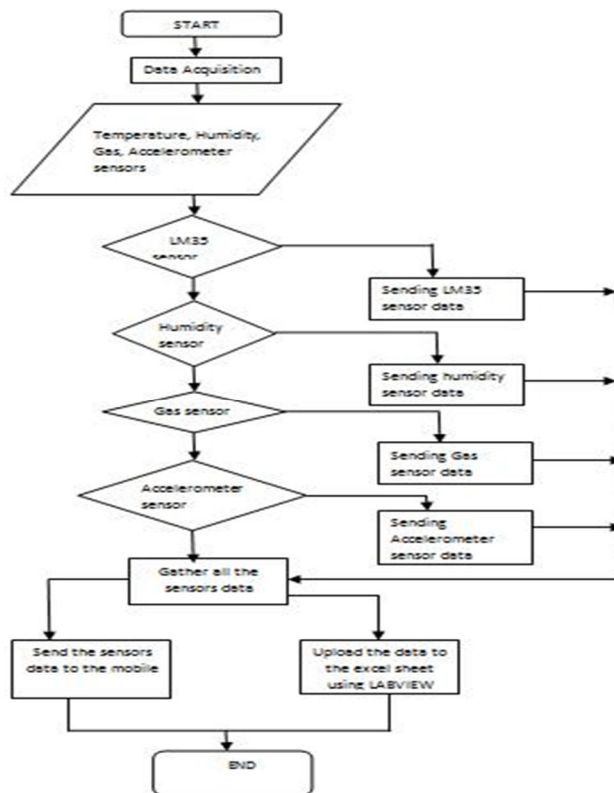 START
Data Acquisition
Temperature, Humidity,
Gas, Accelerometer
sensors
LM35
sensor
Sending LM35
sensor data
Humidity
sensor
Sending humidity
sensor data
Gas sensor
Sending Gas
sensor data
Accelerometer
sensor
Sending
Accelerometer
sensor data
Gather all the
sensors data
Send the sensors
data to the mobile
Upload the data to
the excel sheet
using LABVIEW
END